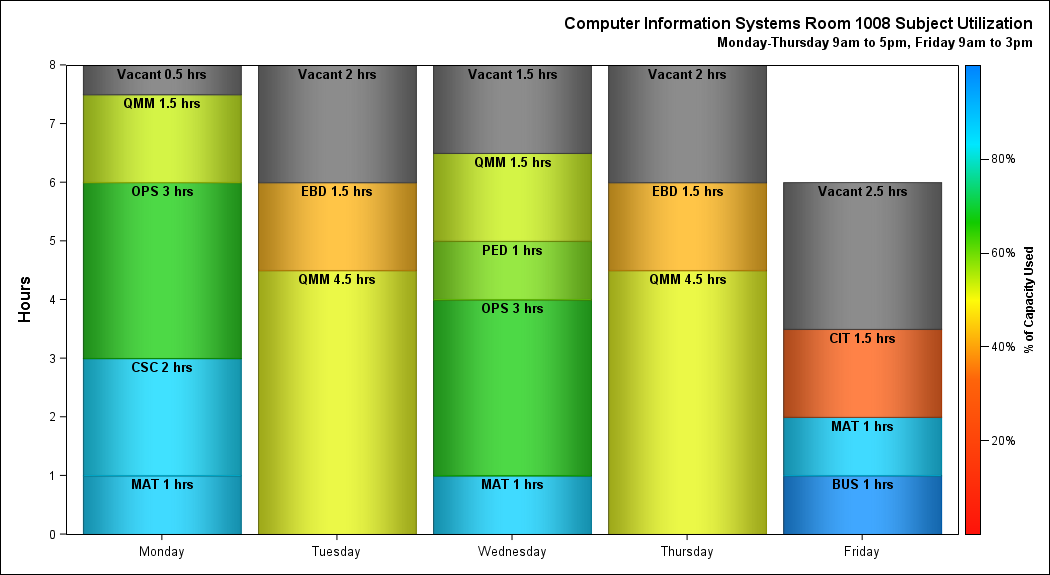 Computer Information Systems Room 1008 Subject Utilization
Monday-Thursday 9am to 5pm, Friday 9am to 3pm
Hours
8
7
6
5
4
3
2
1
0
Vacant 0.5 hrs
QMM 1.5 hrs
OPS 3 hrs
CSC 2 hrs
MAT 1 hrs
Vacant 2 hrs
EBD 1.5 hrs
QMM 4.5 hrs
Vacant 1.5 hrs
QMM 1.5 hrs
PED 1 hrs
OPS 3 hrs
MAT 1 hrs
Vacant 2 hrs
EBD 1.5 hrs
QMM 4.5 hrs
Vacant 2.5 hrs
CIT 1.5 hrs
MAT 1 hrs
BUS 1 hrs
Monday
Tuesday
Wednesday
Thursday
Friday
80%
60%
40%
20%
% of Capacity Used